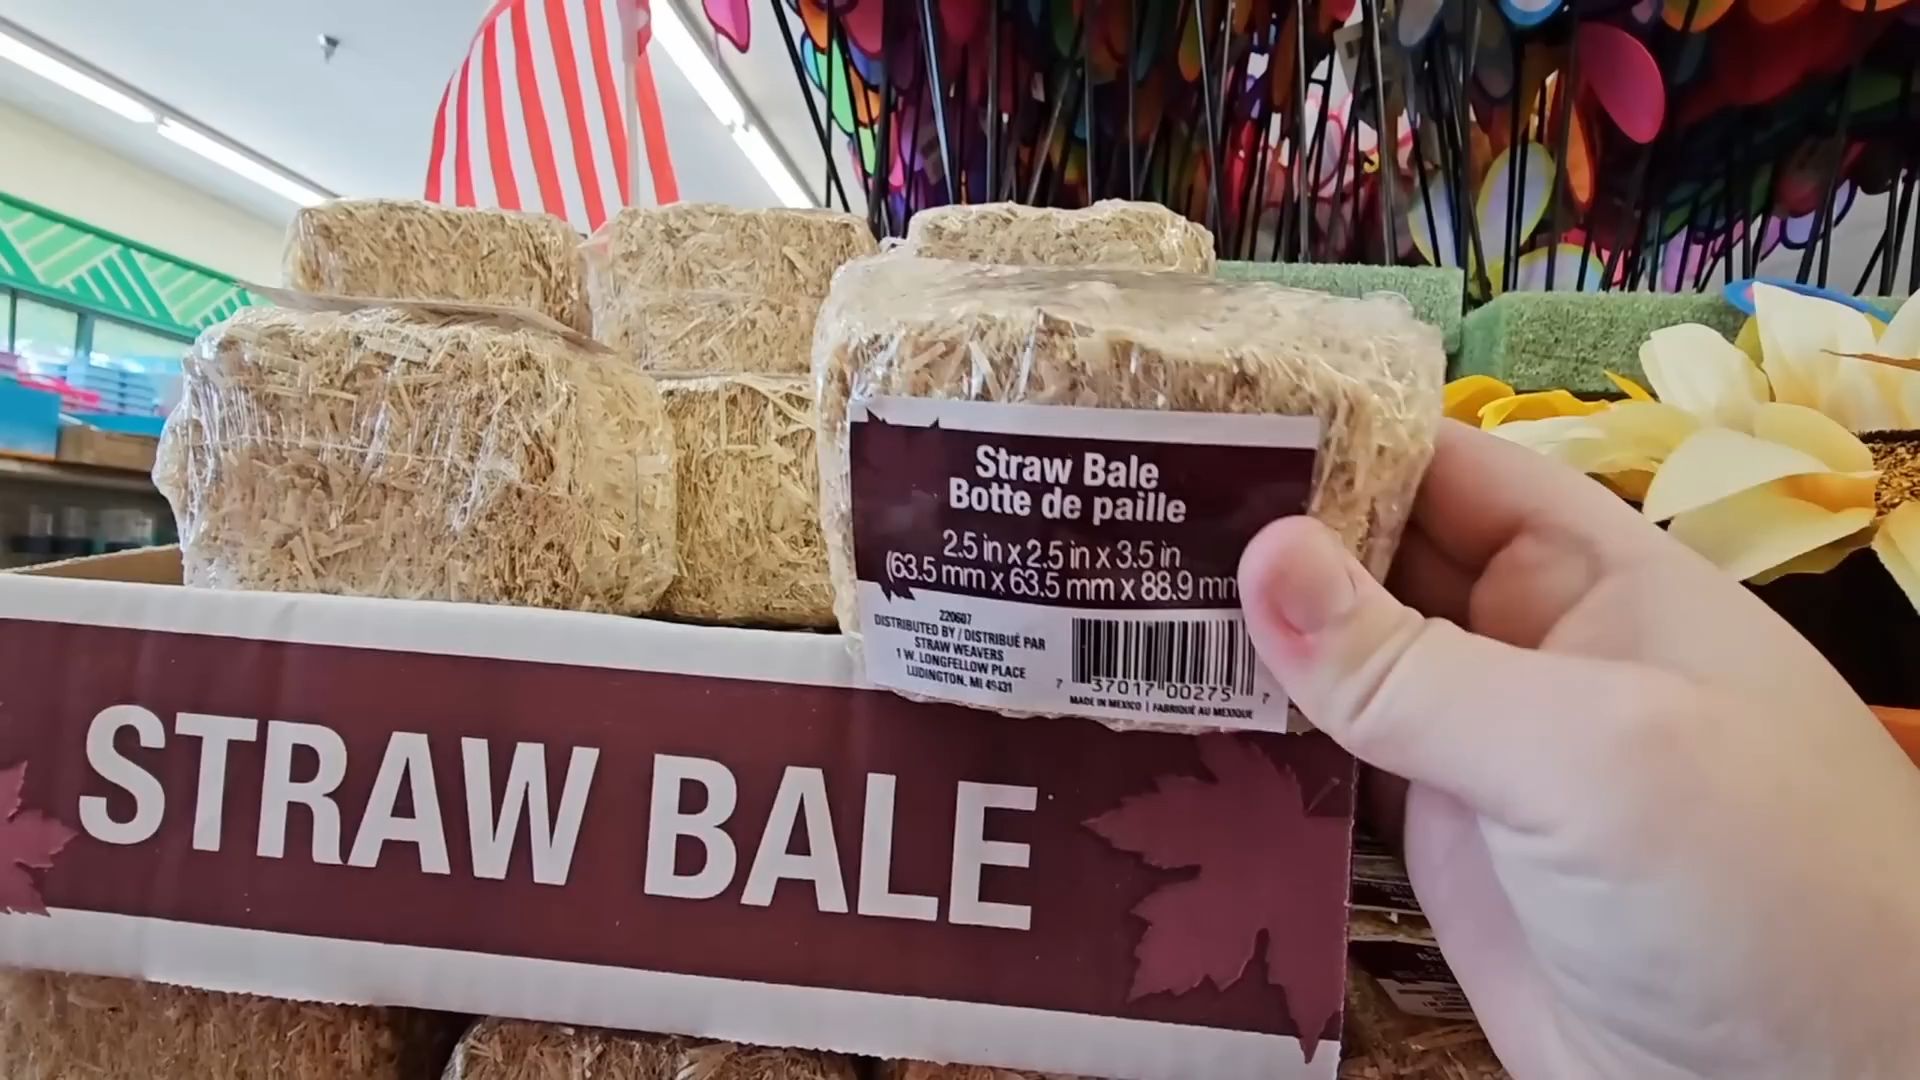 Straw Bale
Botte de paille
2.5 in x 2.5 in x 3.5 in
(63.5 mm x 63.5 mm x 88.9 mm
220607
DISTRIBUTED BY / DISTRIBUÉ PAR
STRAW WEAVERS
1 W. LONGFELLOW PLACE
LUDINGTON, MI 49431
7 37017 00275 7
MADE IN MEXICO | FABRIQUÉ AU MEXIQUE
STRAW BALE